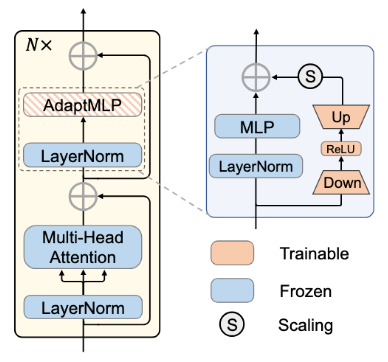 N×
AdaptMLP
LayerNorm
Multi-Head
Attention
LayerNorm
S
Up
MLP
ReLU
LayerNorm
Down
Trainable
Frozen
S Scaling